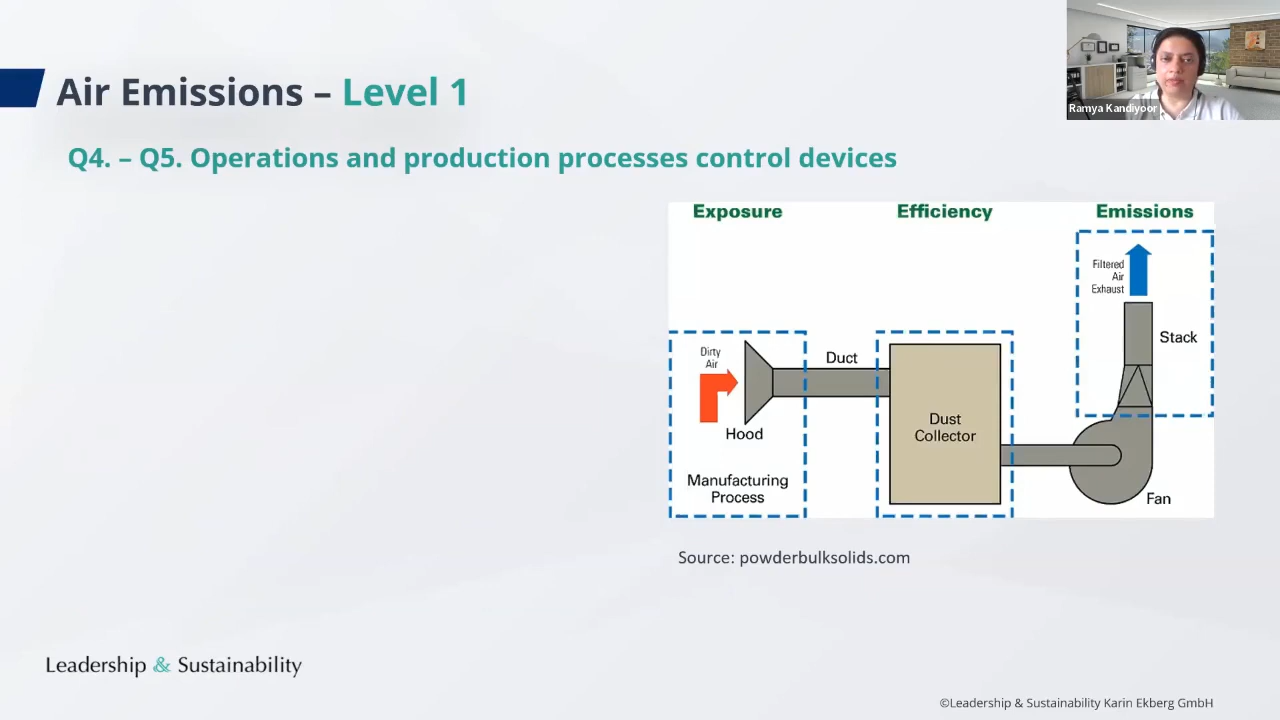 Ramya Kandiyoor
Air Emissions – Level 1
Q4. – Q5. Operations and production processes control devices
Exposure
Efficiency
Emissions
Filtered
Air
Exhaust
Stack
Dirty
Air
Duct
Hood
Dust
Collector
Manufacturing
Process
Fan
Source: powderbulksolids.com
Leadership & Sustainability
©Leadership & Sustainability Karin Ekberg GmbH